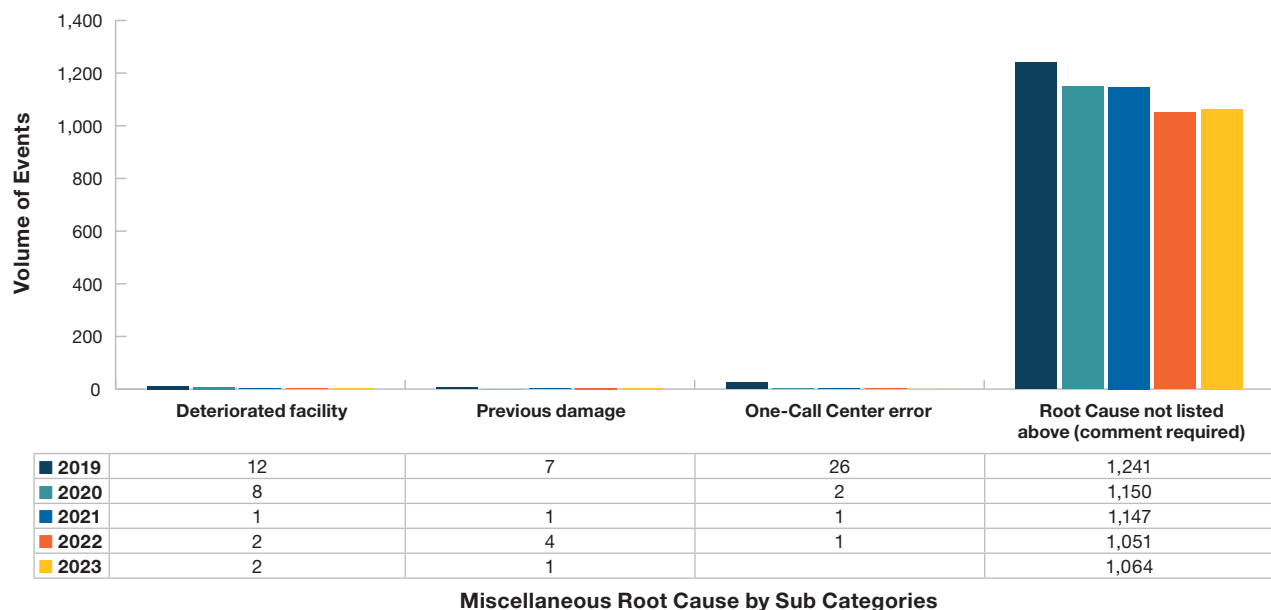 1,400
1,200
1,000
800
600
400
200
0
Volume of Events
Deteriorated facility
Previous damage
One-Call Center error
Root Cause not listed
above (comment required)
2019 12 7 26 1,241
2020 8 2 1,150
2021 1 1 1 1,147
2022 2 4 1 1,051
2023 2 1 1,064
Miscellaneous Root Cause by Sub Categories